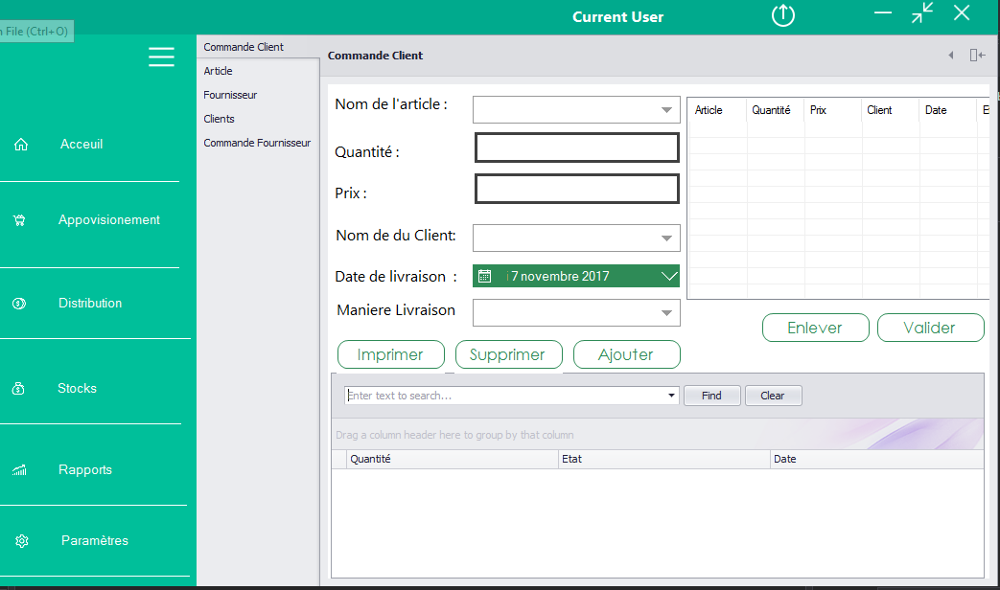 Current User
n File (Ctrl+O)
Acceuil
Appovisionement
Distribution
Stocks
Rapports
Paramètres
Commande Client
Article
Fournisseur
Clients
Commande Fournisseur
Commande Client
Nom de l'article :
Quantité :
Prix :
Nom de du Client:
Date de livraison :
7 novembre 2017
Maniere Livraison
Article Quantité Prix Client Date E
Enlever Valider
Imprimer Supprimer Ajouter
Enter text to search... Find Clear
Drag a column header here to group by that column
Quantité Etat Date